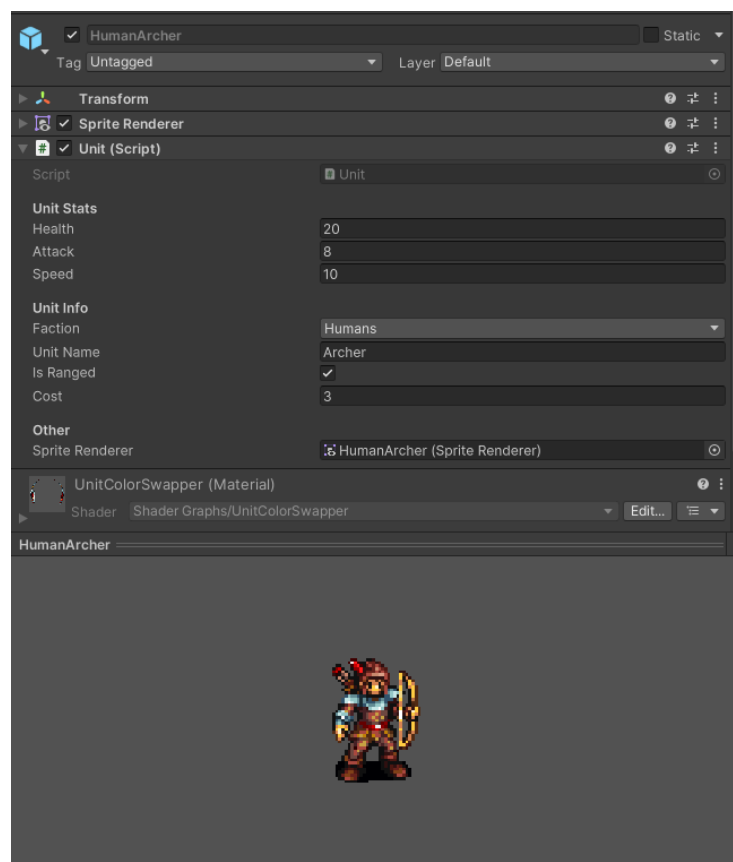 HumanArcher
Static
Tag Untagged
Layer Default
Transform
Sprite Renderer
# Unit (Script)
Script
# Unit
Unit Stats
Health 20
Attack 8
Speed 10
Unit Info
Faction Humans
Unit Name Archer
Is Ranged
Cost 3
Other
Sprite Renderer HumanArcher (Sprite Renderer)
UnitColorSwapper (Material)
Shader Shader Graphs/UnitColorSwapper Edit...
HumanArcher